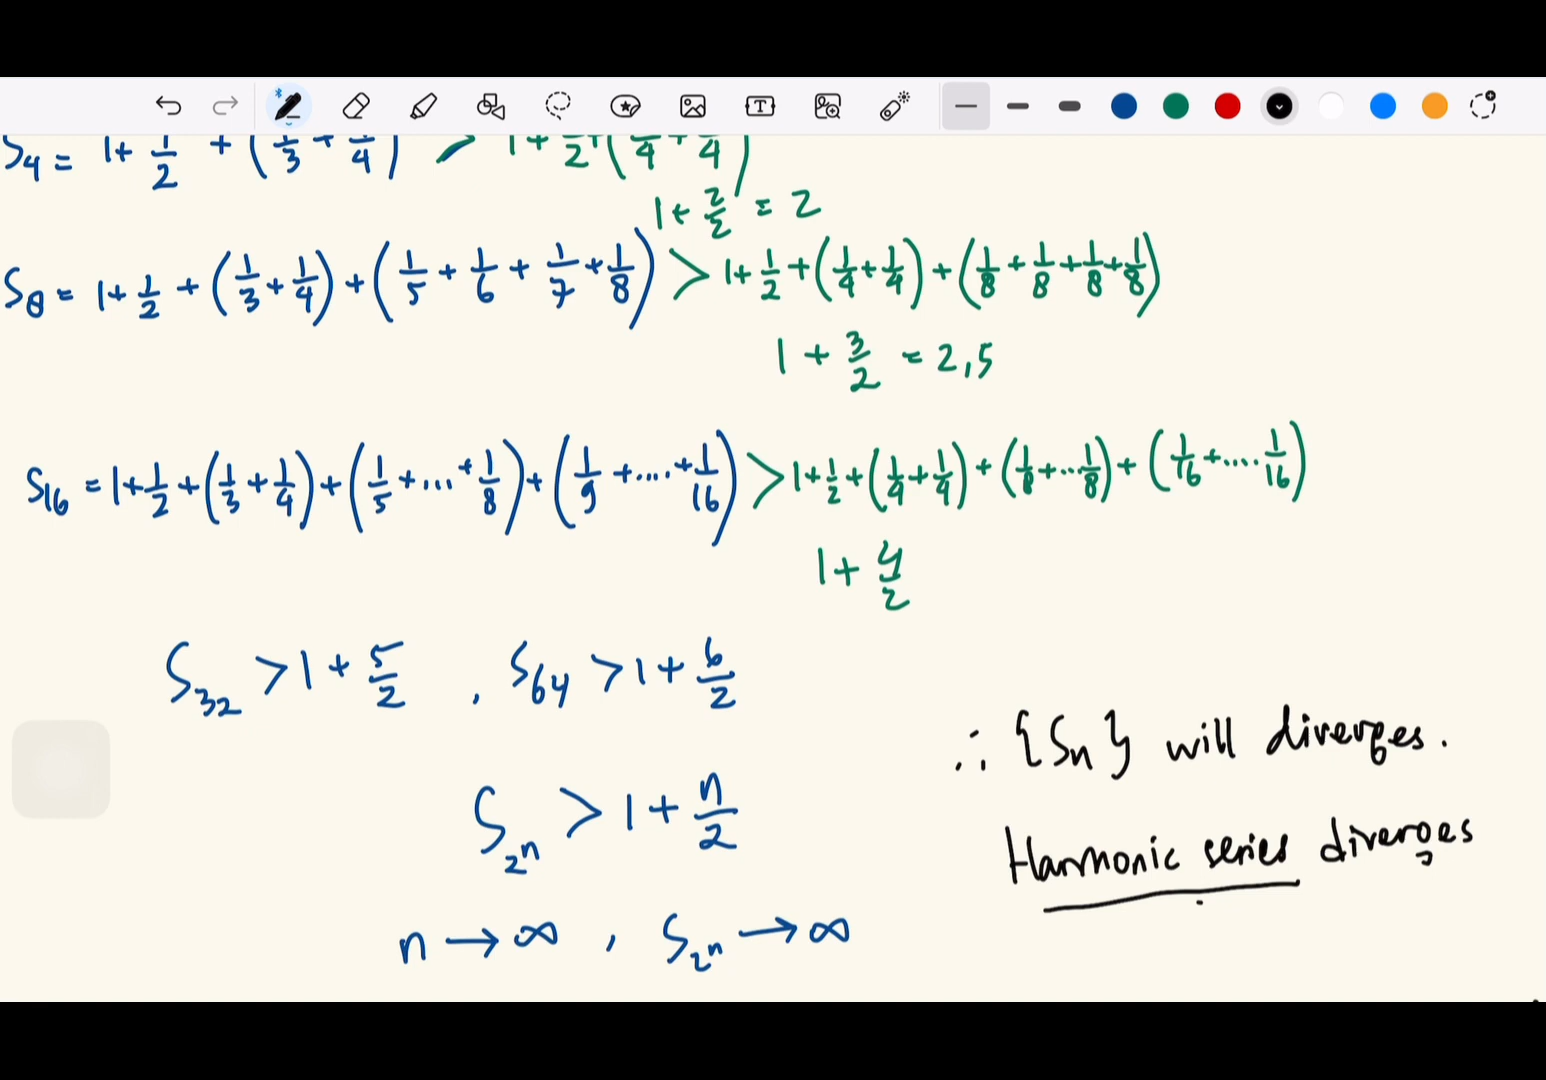 S₄ = 1 + 1/2 + (1/3 + 1/4) > 1 + 1/2 + (1/4 + 1/4)
1 + 2/2 = 2
S₈ = 1 + 1/2 + (1/3 + 1/4) + (1/5 + 1/6 + 1/7 + 1/8) > 1 + 1/2 + (1/4 + 1/4) + (1/8 + 1/8 + 1/8 + 1/8)
1 + 3/2 = 2,5
S₁₆ = 1 + 1/2 + (1/3 + 1/4) + (1/5 + ... + 1/8) + (1/9 + .... + 1/16) > 1 + 1/2 + (1/4 + 1/4) + (1/8 + ... 1/8) + (1/16 + .... 1/16)
1 + 4/2
S₃₂ > 1 + 5/2 , S₆₄ > 1 + 6/2
∴ {Sn} will diverges.
S_2ⁿ > 1 + n/2
Harmonic series diverges
n → ∞ , S_2ⁿ → ∞